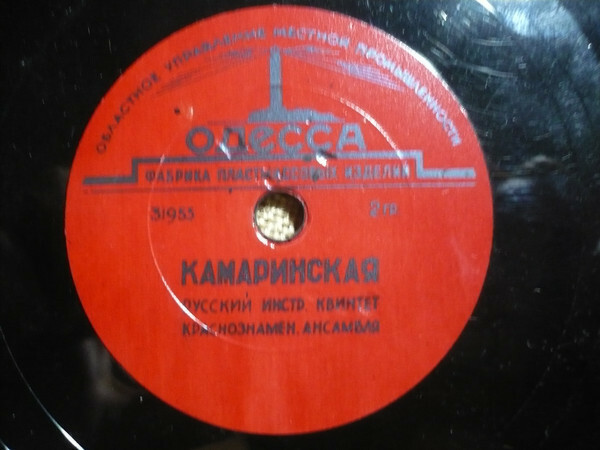 ОБЛАСТНОЕ УПРАВЛЕНИЕ МЕСТНОЙ ПРОМЫШЛЕННОСТИ
ОДЕССА
ФАБРИКА ПЛАСТМАССОВЫХ ИЗДЕЛИЙ
31953 2 гр
КАМАРИНСКАЯ
РУССКИЙ ИНСТР. КВИНТЕТ
КРАСНОЗНАМЕН. АНСАМБЛЯ